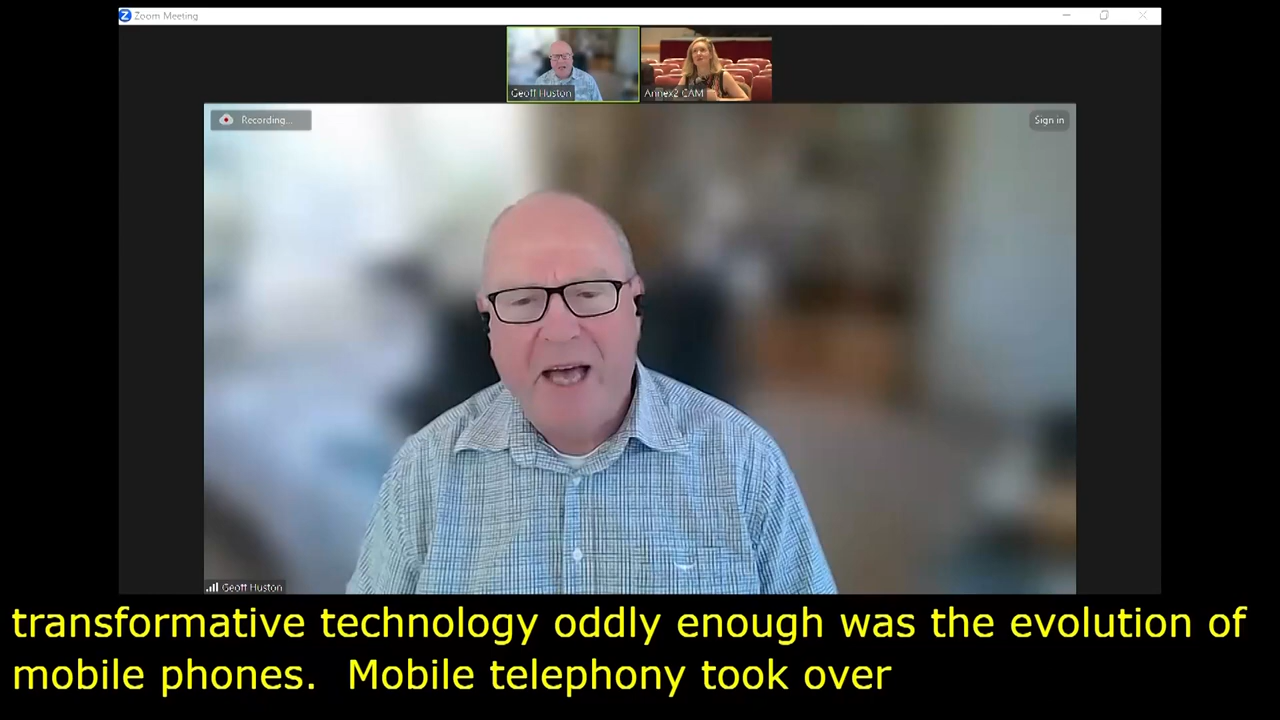 Zoom Meeting
Geoff Huston
Annex2 CAM
Recording...
Sign in
Geoff Huston
transformative technology oddly enough was the evolution of
mobile phones.  Mobile telephony took over